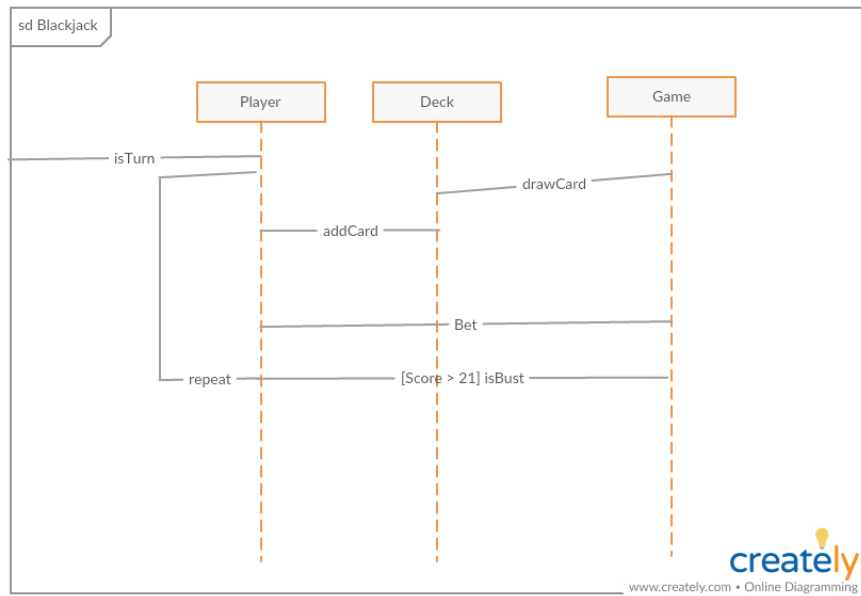 sd Blackjack
Player
Deck
Game
isTurn
drawCard
addCard
Bet
repeat
[Score > 21] isBust
creately
www.creately.com • Online Diagramming